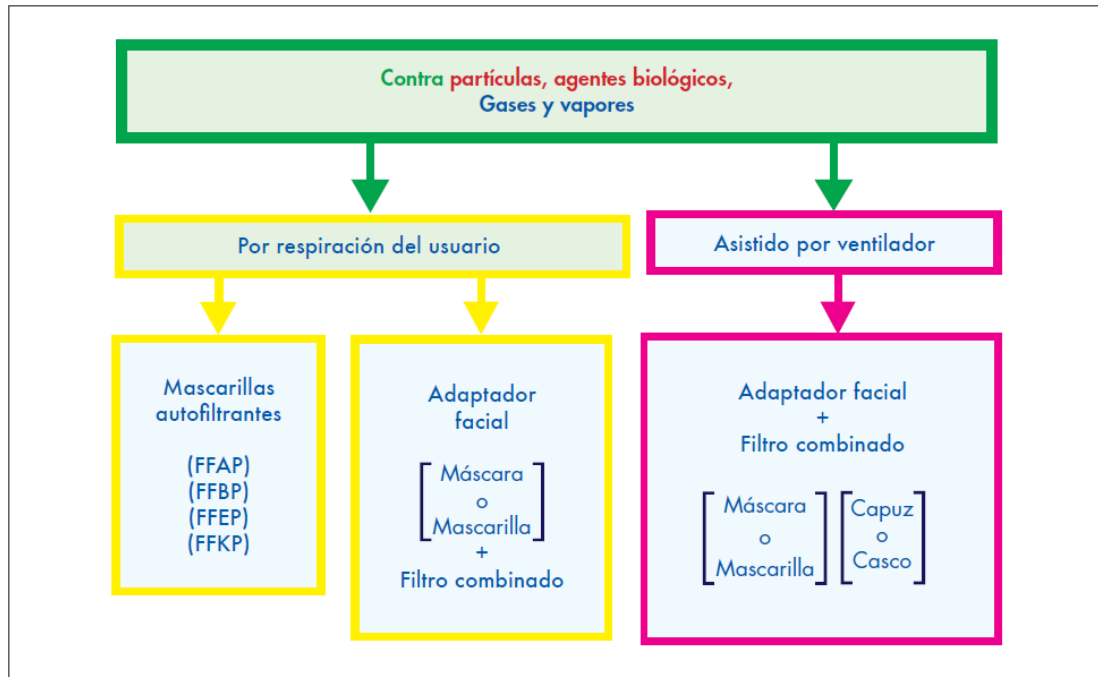 Contra partículas, agentes biológicos,
Gases y vapores
Por respiración del usuario
Asistido por ventilador
Mascarillas
autofiltrantes
(FFAP)
(FFBP)
(FFEP)
(FFKP)
Adaptador
facial
Máscara
o
Mascarilla
+
Filtro combinado
Adaptador facial
+
Filtro combinado
Máscara
o
Mascarilla
Capuz
o
Casco